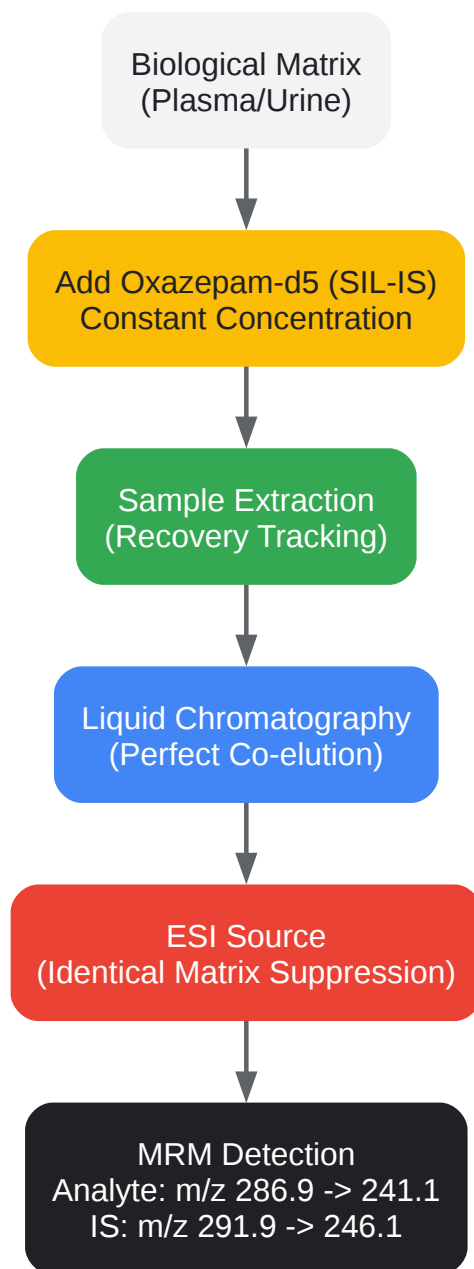 Biological Matrix
(Plasma/Urine)
Add Oxazepam-d5 (SIL-IS)
Constant Concentration
Sample Extraction
(Recovery Tracking)
Liquid Chromatography
(Perfect Co-elution)
ESI Source
(Identical Matrix Suppression)
MRM Detection
Analyte: m/z 286.9 -> 241.1
IS: m/z 291.9 -> 246.1